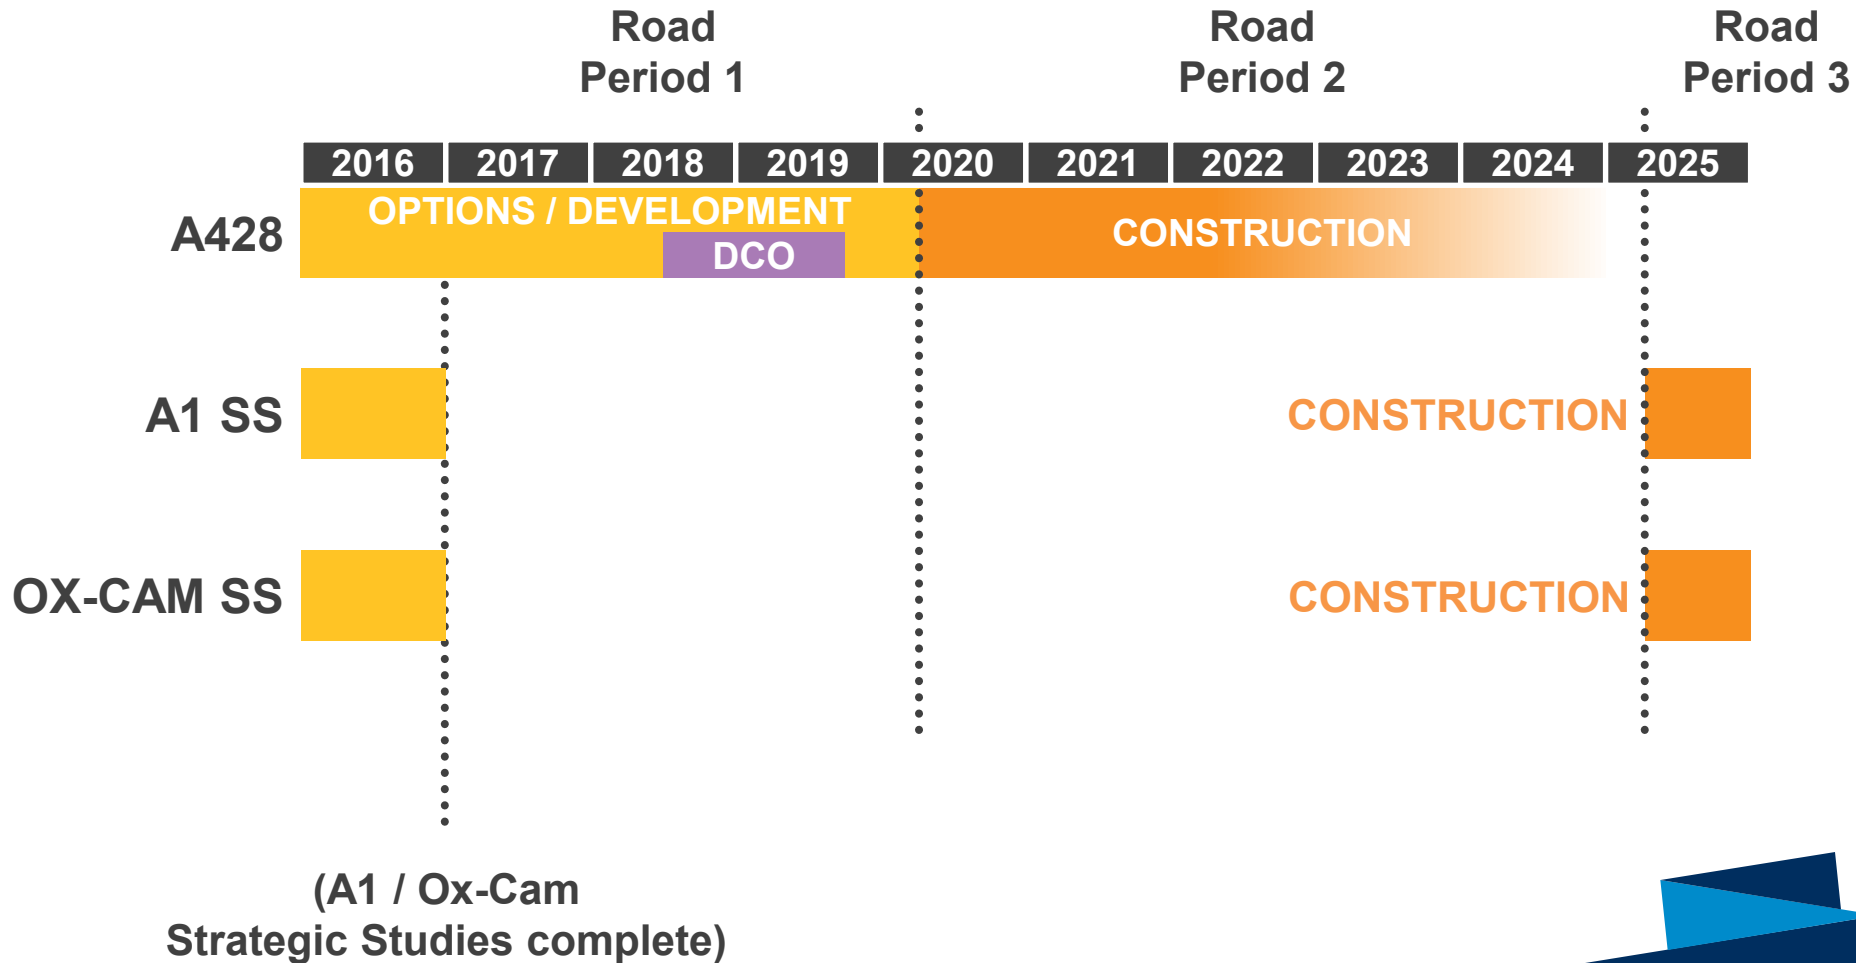 Road
Period 1
Road
Period 2
Road
Period 3
2016 2017 2018 2019 2020 2021 2022 2023 2024 2025
A428
OPTIONS / DEVELOPMENT
DCO
CONSTRUCTION
A1 SS
CONSTRUCTION
OX-CAM SS
CONSTRUCTION
(A1 / Ox-Cam
Strategic Studies complete)